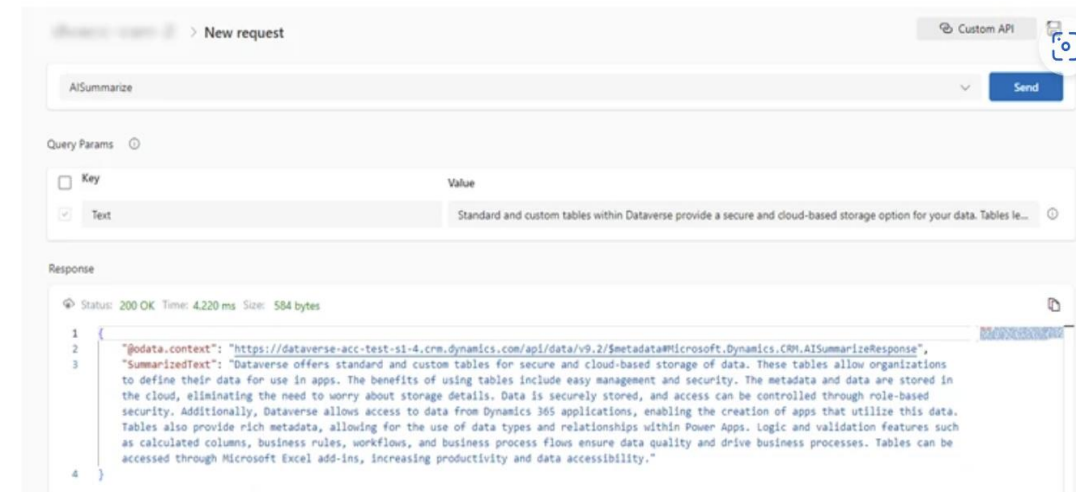 > New request
Custom API
AISummarize
Send
Query Params
Key
Value
Text
Standard and custom tables within Dataverse provide a secure and cloud-based storage option for your data. Tables le...
Response
Status: 200 OK Time: 4.220 ms Size: 584 bytes
1 {
2 "@odata.context": "https://dataverse-acc-test-s1-4.crm.dynamics.com/api/data/v9.2/$metadata#Microsoft.Dynamics.CRM.AISummarizeResponse",
3 "SummarizedText": "Dataverse offers standard and custom tables for secure and cloud-based storage of data. These tables allow organizations
to define their data for use in apps. The benefits of using tables include easy management and security. The metadata and data are stored in
the cloud, eliminating the need to worry about storage details. Data is securely stored, and access can be controlled through role-based
security. Additionally, Dataverse allows access to data from Dynamics 365 applications, enabling the creation of apps that utilize this data.
Tables also provide rich metadata, allowing for the use of data types and relationships within Power Apps. Logic and validation features such
as calculated columns, business rules, workflows, and business process flows ensure data quality and drive business processes. Tables can be
accessed through Microsoft Excel add-ins, increasing productivity and data accessibility."
4 }